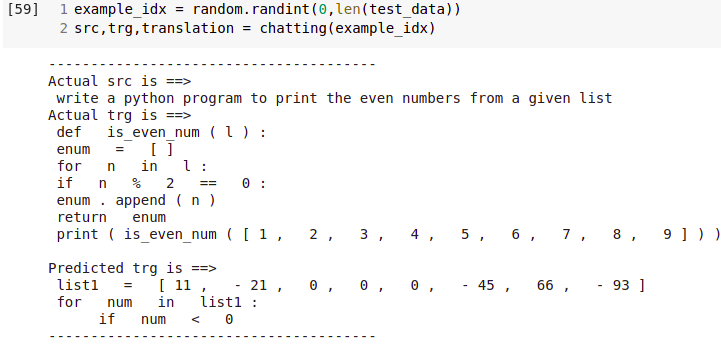 [59] 1 example_idx = random.randint(0,len(test_data))
2 src,trg,translation = chatting(example_idx)
---------------------------------------
Actual src is ==>
write a python program to print the even numbers from a given list
Actual trg is ==>
def is_even_num ( l ) :
enum = [ ]
for n in l :
if n % 2 == 0 :
enum . append ( n )
return enum
print ( is_even_num ( [ 1 , 2 , 3 , 4 , 5 , 6 , 7 , 8 , 9 ] ) )
Predicted trg is ==>
list1 = [ 11 , - 21 , 0 , 0 , 0 , - 45 , 66 , - 93 ]
for num in list1 :
if num < 0
---------------------------------------